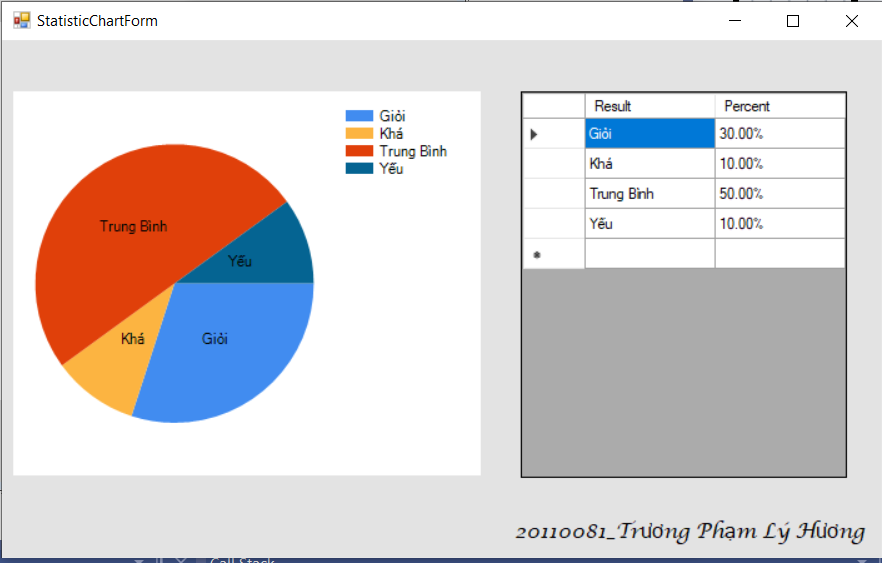 StatisticChartForm
Giỏi
Khá
Trung Bình
Yếu
Trung Bình
Yếu
Khá
Giỏi
Result Percent
Giỏi 30.00%
Khá 10.00%
Trung Bình 50.00%
Yếu 10.00%
20110081_Trương Phạm Lý Hương
Call Stack